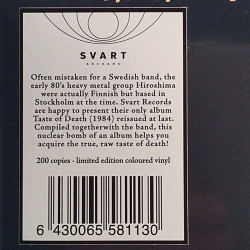 SVART
RECORDS
Often mistaken for a Swedish band, the
early 80's heavy metal group Hiroshima
were actually Finnish but based in
Stockholm at the time. Svart Records
are happy to present their only album
Taste of Death (1984) reissued at last.
Compiled togetherwith the band, this
nuclear bomb of an album helps you
acquire the true, raw taste of death!
200 copies - limited edition coloured vinyl
6 430065 581130